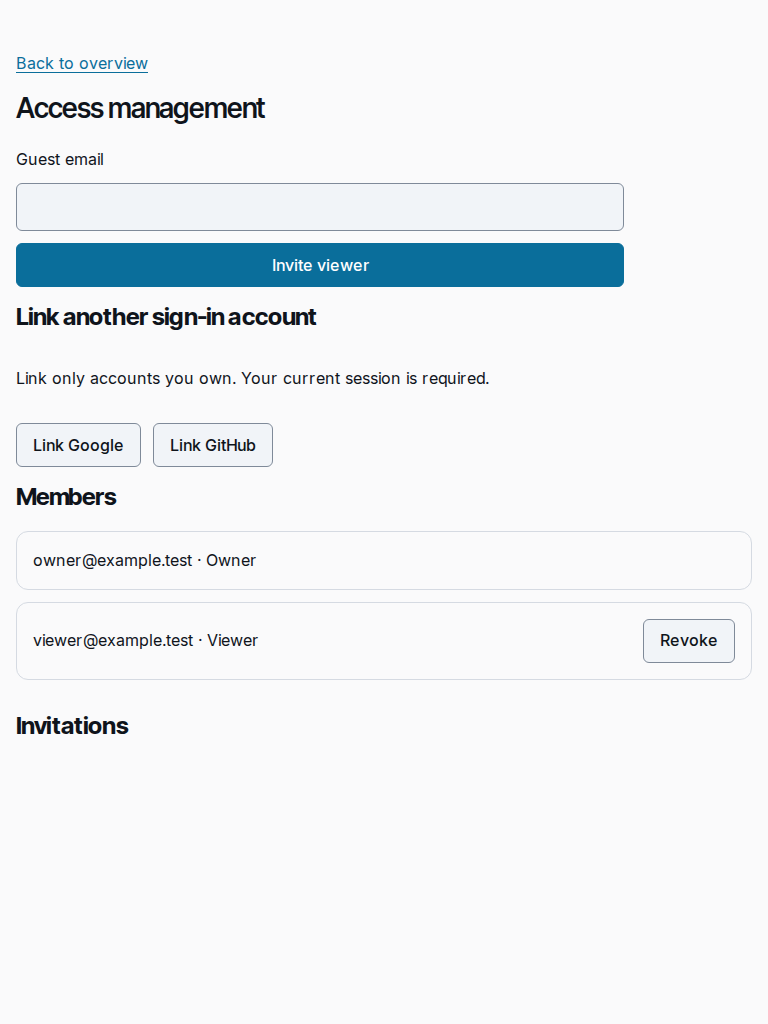 Back to overview
Access management
Guest email
Invite viewer
Link another sign-in account
Link only accounts you own. Your current session is required.
Link Google
Link GitHub
Members
owner@example.test · Owner
viewer@example.test · Viewer
Revoke
Invitations